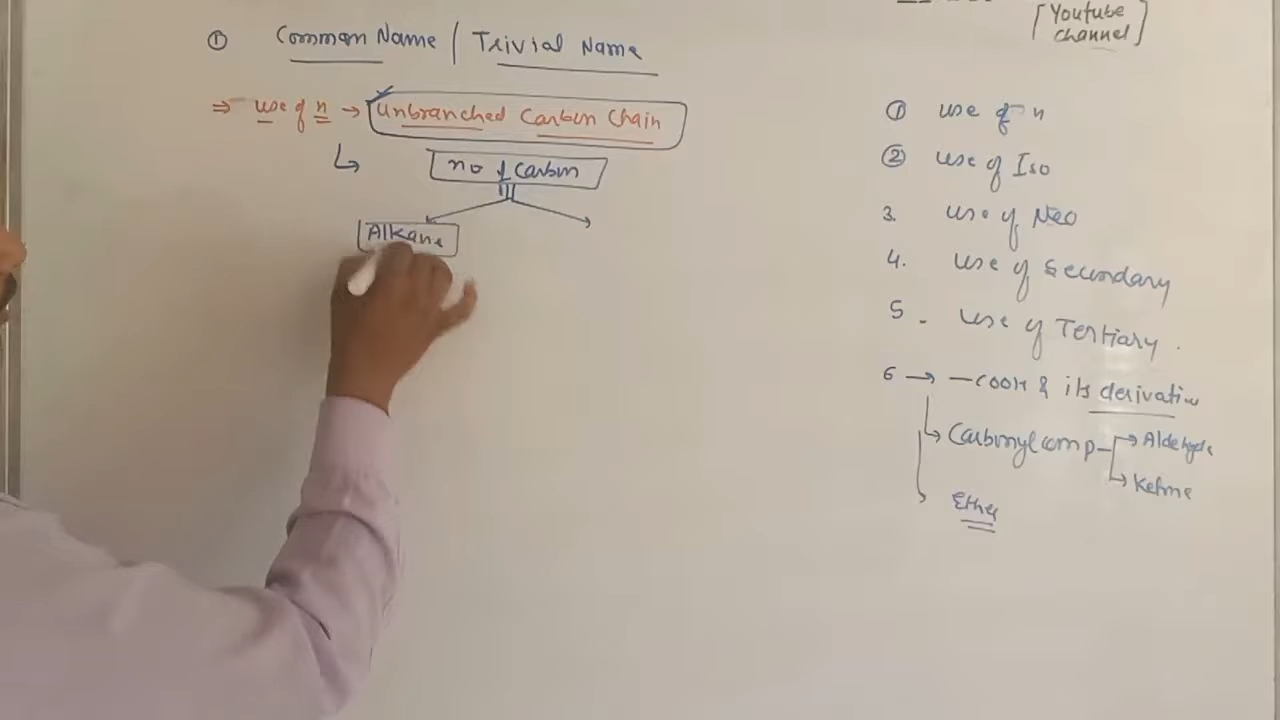 ① Common Name / Trivial Name
⇒ use of n → Unbranched Carbon Chain
↳ no of Carbon
Alkane
[Youtube
channel]
① use of n
② use of Iso
3. use of Neo
4. use of Secondary
5. use of Tertiary.
6 → -COOH & its derivative
↳ Carbonyl comp → Aldehyde
↳ Ketone
Ether